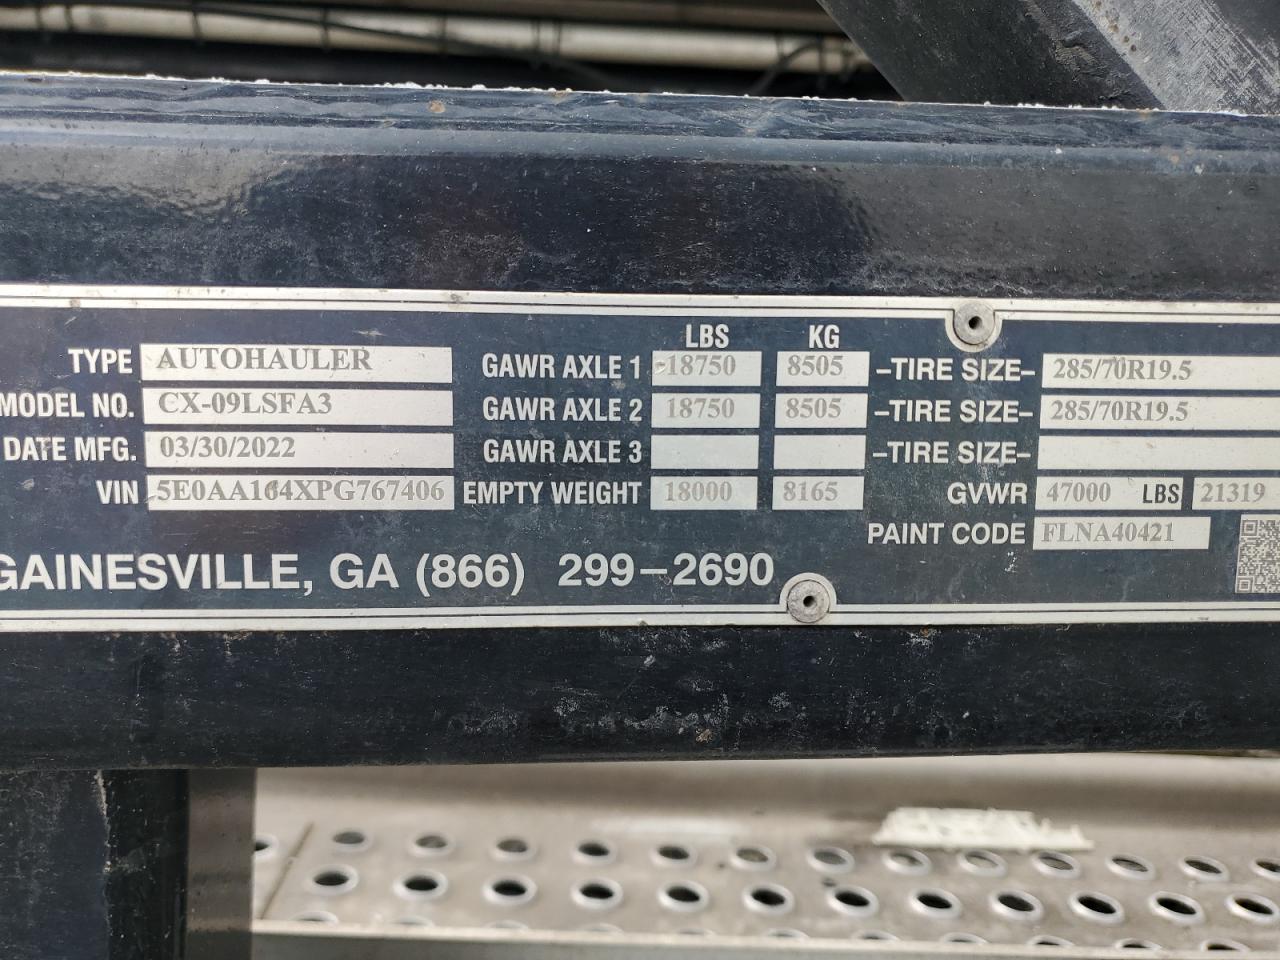 LBS KG
TYPE AUTOHAULER GAWR AXLE 1 18750 8505 -TIRE SIZE- 285/70R19.5
MODEL NO. CX-09LSFA3 GAWR AXLE 2 18750 8505 -TIRE SIZE- 285/70R19.5
DATE MFG. 03/30/2022 GAWR AXLE 3 -TIRE SIZE-
VIN 5E0AA164XPG767406 EMPTY WEIGHT 18000 8165 GVWR 47000 LBS 21319
PAINT CODE FLNA40421
GAINESVILLE, GA (866) 299-2690